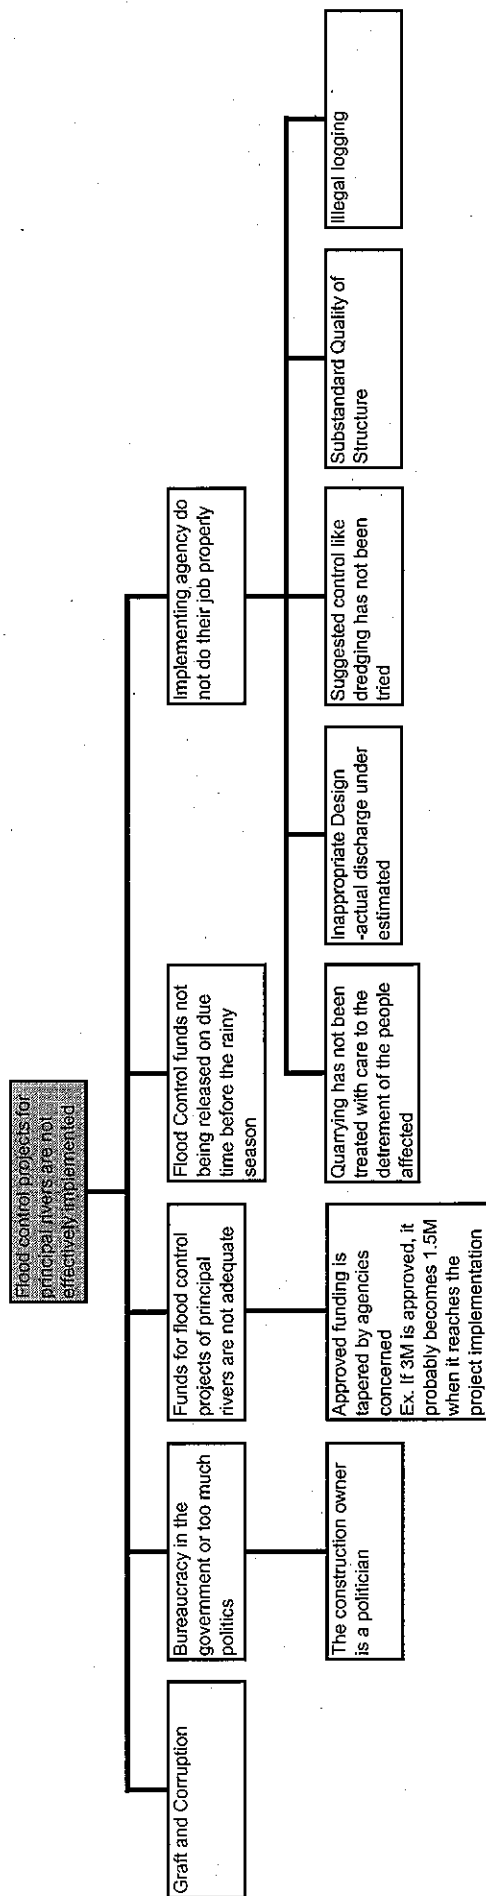 Flood control projects for
principal rivers are not
effectively implemented
Graft and Corruption
Bureaucracy in the
government or too much
politics
Funds for flood control
projects of principal
rivers are not adequate
Flood Control funds not
being released on due
time before the rainy
season
Implementing agency do
not do their job properly
The construction owner
is a politician
Approved funding is
tapered by agencies
concerned
Ex. If 3M is approved, it
probably becomes 1.5M
when it reaches the
project implementation
Quarrying has not been
treated with care to the
detrement of the people
affected
Inappropriate Design
-actual discharge under
estimated
Suggested control like
dredging has not been
tried
Substandard Quality of
Structure
Illegal logging